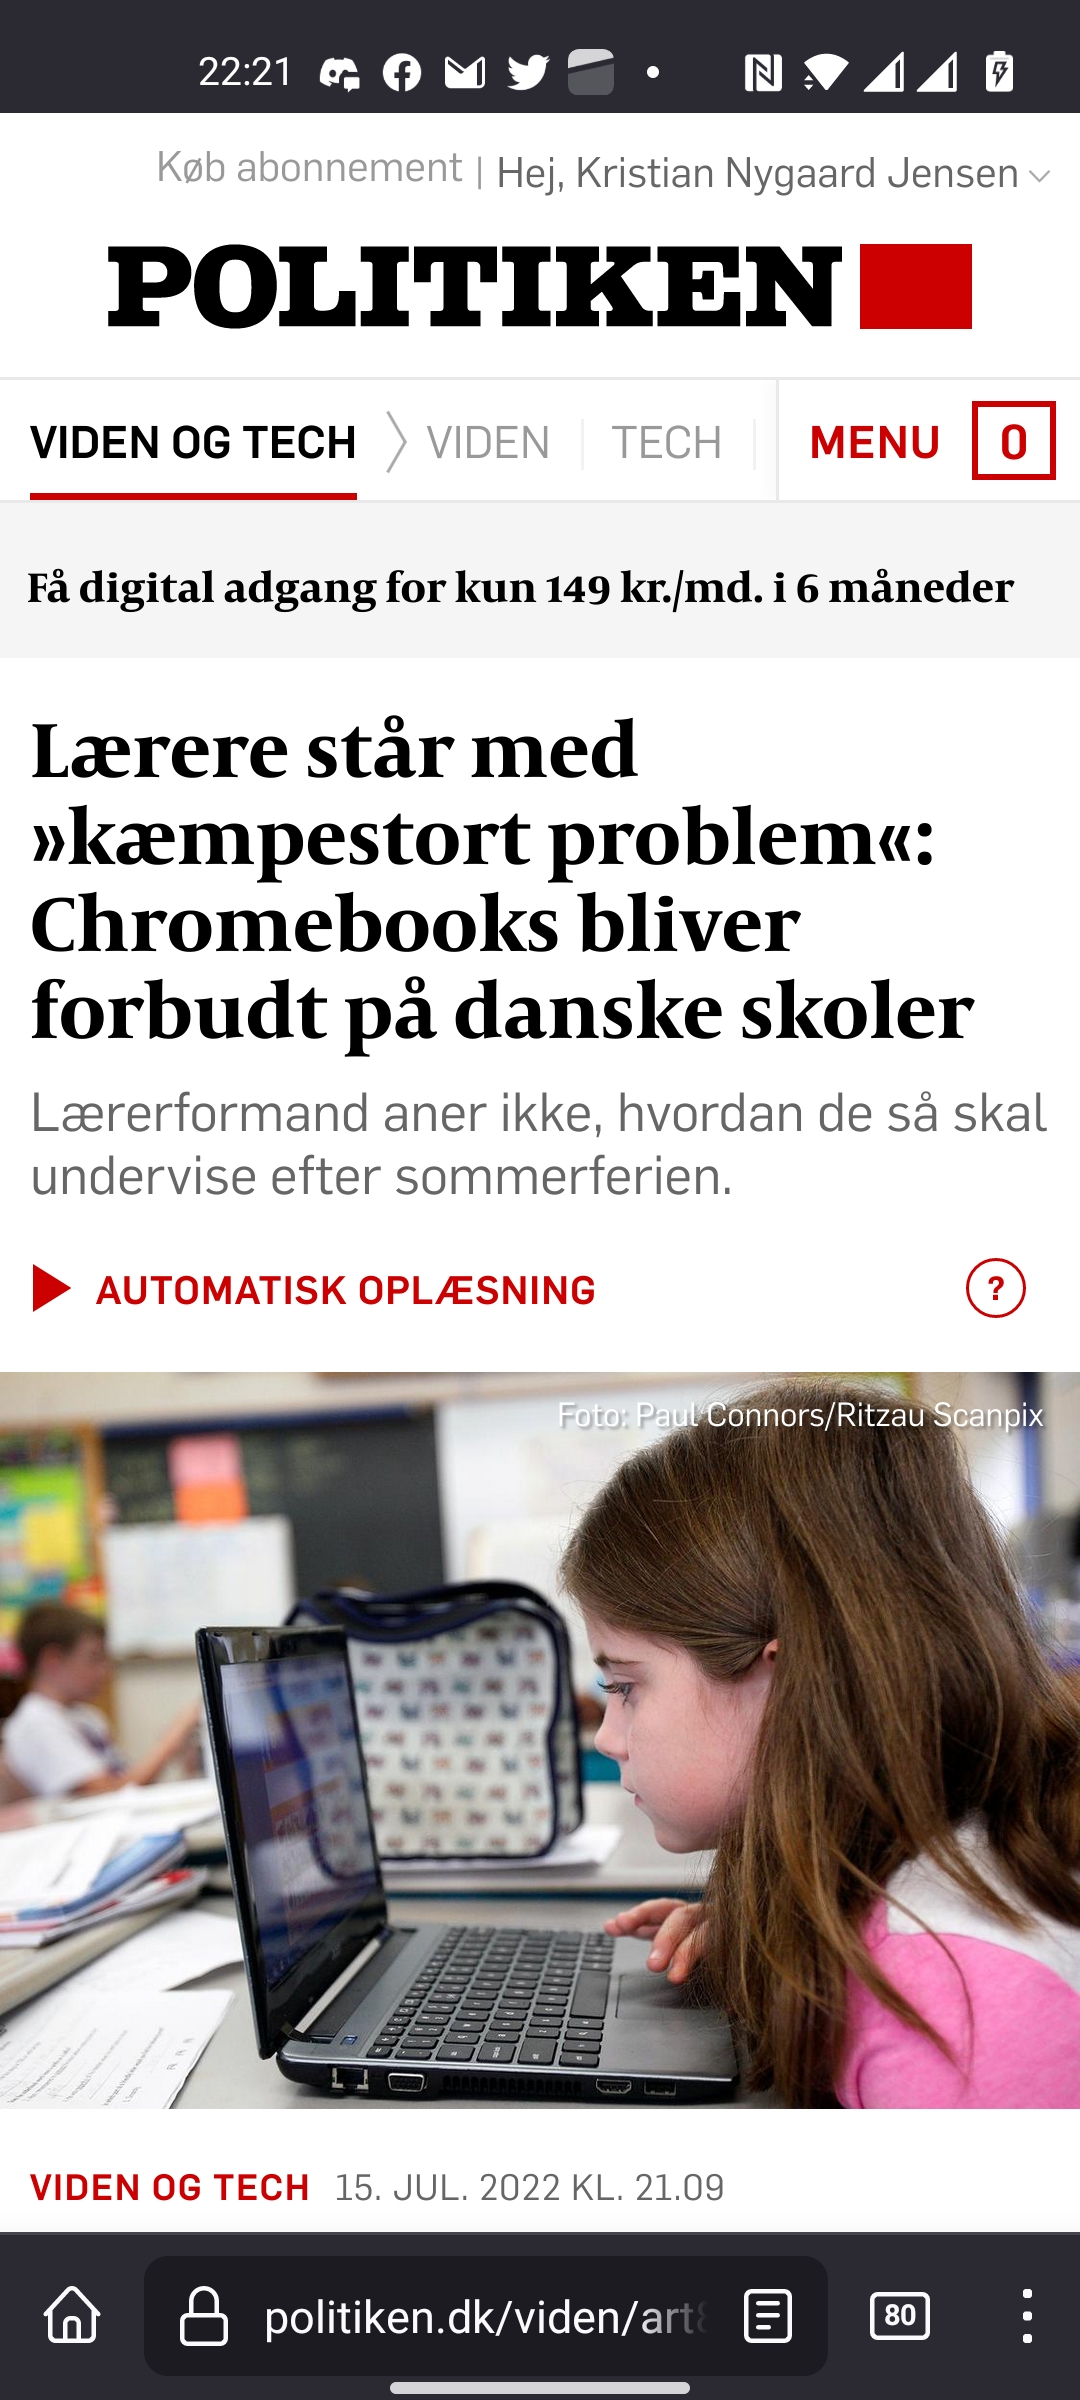 22:21
Køb abonnement | Hej, Kristian Nygaard Jensen
POLITIKEN
VIDEN OG TECH VIDEN TECH MENU 0
Få digital adgang for kun 149 kr./md. i 6 måneder
Lærere står med
»kæmpestort problem«:
Chromebooks bliver
forbudt på danske skoler
Lærerformand aner ikke, hvordan de så skal
undervise efter sommerferien.
AUTOMATISK OPLÆSNING ?
Foto: Paul Connors/Ritzau Scanpix
VIDEN OG TECH 15. JUL. 2022 KL. 21.09
politiken.dk/viden/art 80